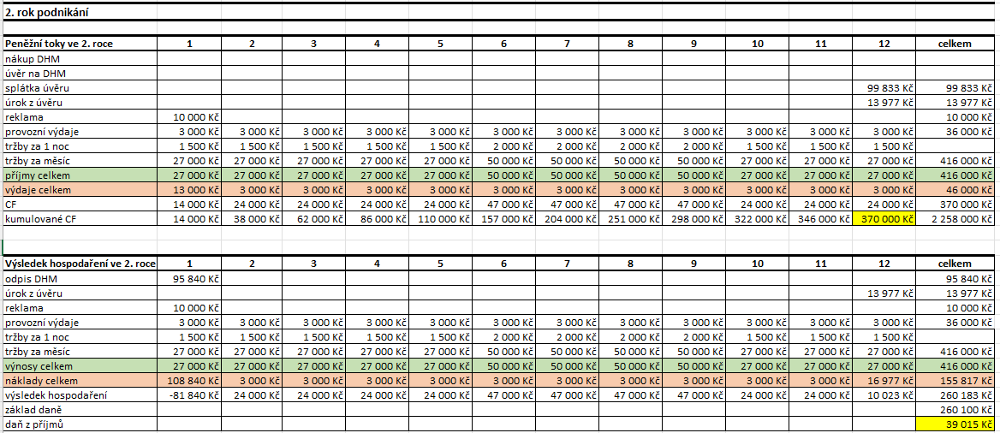 2. rok podnikání
Peněžní toky ve 2. roce 1 2 3 4 5 6 7 8 9 10 11 12 celkem
nákup DHM
úvěr na DHM
splátka úvěru 99 833 Kč 99 833 Kč
úrok z úvěru 13 977 Kč 13 977 Kč
reklama 10 000 Kč 10 000 Kč
provozní výdaje 3 000 Kč 3 000 Kč 3 000 Kč 3 000 Kč 3 000 Kč 3 000 Kč 3 000 Kč 3 000 Kč 3 000 Kč 3 000 Kč 3 000 Kč 3 000 Kč 36 000 Kč
tržby za 1 noc 1 500 Kč 1 500 Kč 1 500 Kč 1 500 Kč 1 500 Kč 2 000 Kč 2 000 Kč 2 000 Kč 2 000 Kč 1 500 Kč 1 500 Kč 1 500 Kč
tržby za měsíc 27 000 Kč 27 000 Kč 27 000 Kč 27 000 Kč 27 000 Kč 50 000 Kč 50 000 Kč 50 000 Kč 50 000 Kč 27 000 Kč 27 000 Kč 27 000 Kč 416 000 Kč
příjmy celkem 27 000 Kč 27 000 Kč 27 000 Kč 27 000 Kč 27 000 Kč 50 000 Kč 50 000 Kč 50 000 Kč 50 000 Kč 27 000 Kč 27 000 Kč 27 000 Kč 416 000 Kč
výdaje celkem 13 000 Kč 3 000 Kč 3 000 Kč 3 000 Kč 3 000 Kč 3 000 Kč 3 000 Kč 3 000 Kč 3 000 Kč 3 000 Kč 3 000 Kč 3 000 Kč 46 000 Kč
CF 14 000 Kč 24 000 Kč 24 000 Kč 24 000 Kč 24 000 Kč 47 000 Kč 47 000 Kč 47 000 Kč 47 000 Kč 24 000 Kč 24 000 Kč 24 000 Kč 370 000 Kč
kumulované CF 14 000 Kč 38 000 Kč 62 000 Kč 86 000 Kč 110 000 Kč 157 000 Kč 204 000 Kč 251 000 Kč 298 000 Kč 322 000 Kč 346 000 Kč 370 000 Kč 2 258 000 Kč
Výsledek hospodaření ve 2. roce 1 2 3 4 5 6 7 8 9 10 11 12 celkem
odpis DHM 95 840 Kč 95 840 Kč
úrok z úvěru 13 977 Kč 13 977 Kč
reklama 10 000 Kč 10 000 Kč
provozní výdaje 3 000 Kč 3 000 Kč 3 000 Kč 3 000 Kč 3 000 Kč 3 000 Kč 3 000 Kč 3 000 Kč 3 000 Kč 3 000 Kč 3 000 Kč 3 000 Kč 36 000 Kč
tržby za 1 noc 1 500 Kč 1 500 Kč 1 500 Kč 1 500 Kč 1 500 Kč 2 000 Kč 2 000 Kč 2 000 Kč 2 000 Kč 1 500 Kč 1 500 Kč 1 500 Kč
tržby za měsíc 27 000 Kč 27 000 Kč 27 000 Kč 27 000 Kč 27 000 Kč 50 000 Kč 50 000 Kč 50 000 Kč 50 000 Kč 27 000 Kč 27 000 Kč 27 000 Kč 416 000 Kč
výnosy celkem 27 000 Kč 27 000 Kč 27 000 Kč 27 000 Kč 27 000 Kč 50 000 Kč 50 000 Kč 50 000 Kč 50 000 Kč 27 000 Kč 27 000 Kč 27 000 Kč 416 000 Kč
náklady celkem 108 840 Kč 3 000 Kč 3 000 Kč 3 000 Kč 3 000 Kč 3 000 Kč 3 000 Kč 3 000 Kč 3 000 Kč 3 000 Kč 3 000 Kč 16 977 Kč 155 817 Kč
výsledek hospodaření -81 840 Kč 24 000 Kč 24 000 Kč 24 000 Kč 24 000 Kč 47 000 Kč 47 000 Kč 47 000 Kč 47 000 Kč 24 000 Kč 24 000 Kč 10 023 Kč 260 183 Kč
základ daně 260 100 Kč
daň z příjmů 39 015 Kč